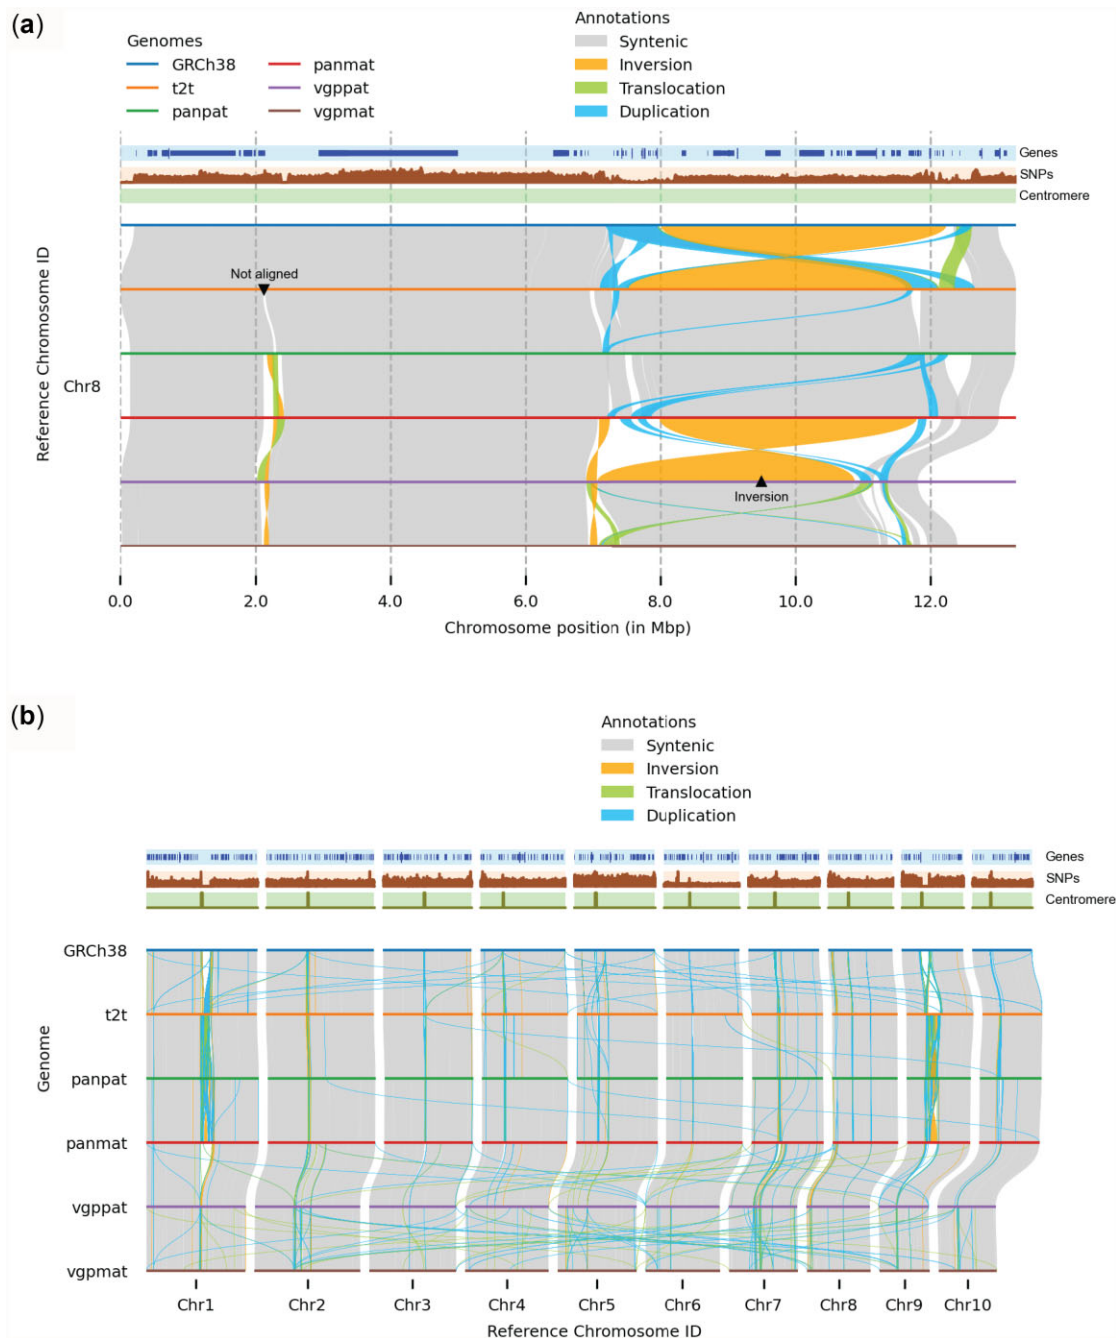 (a)
Genomes
GRCh38
panmat
t2t
vgppat
panpat
vgpmat
Annotations
Syntenic
Inversion
Translocation
Duplication
Genes
SNPs
Centromere
Not aligned
Inversion
Chr8
Reference Chromosome ID
0.0 2.0 4.0 6.0 8.0 10.0 12.0
Chromosome position (in Mbp)
(b)
Annotations
Syntenic
Inversion
Translocation
Duplication
Genes
SNPs
Centromere
GRCh38
t2t
panpat
panmat
vgppat
vgpmat
Genome
Chr1 Chr2 Chr3 Chr4 Chr5 Chr6 Chr7 Chr8 Chr9 Chr10
Reference Chromosome ID